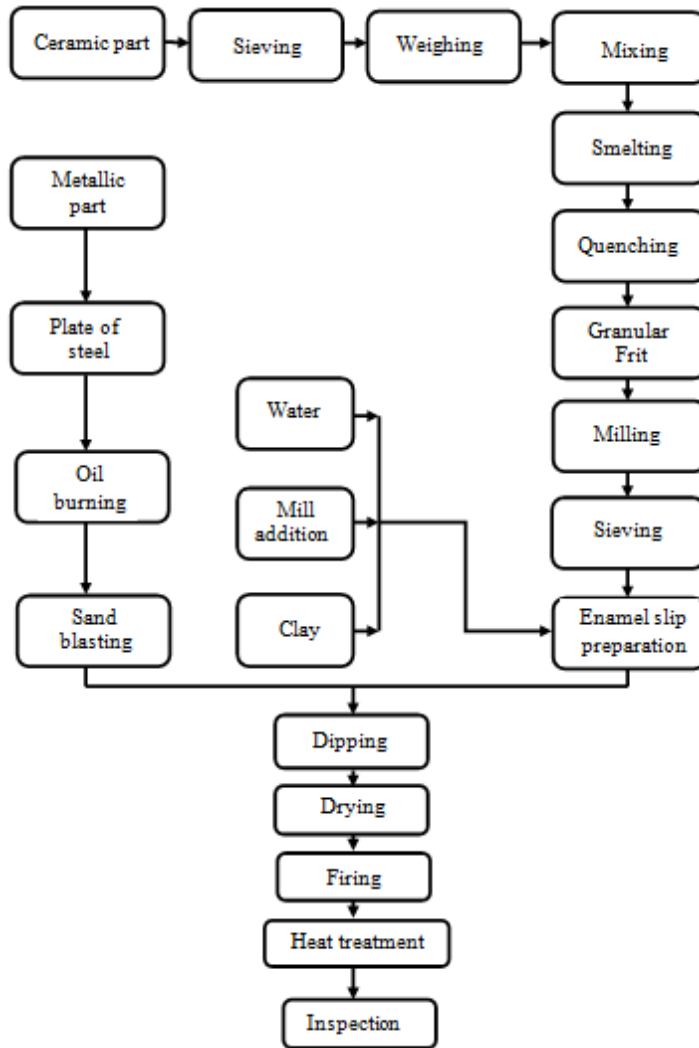 Ceramic part
Sieving
Weighing
Mixing
Smelting
Quenching
Granular
Frit
Milling
Sieving
Enamel slip
preparation
Metallic
part
Plate of
steel
Oil
burning
Sand
blasting
Water
Mill
addition
Clay
Dipping
Drying
Firing
Heat treatment
Inspection